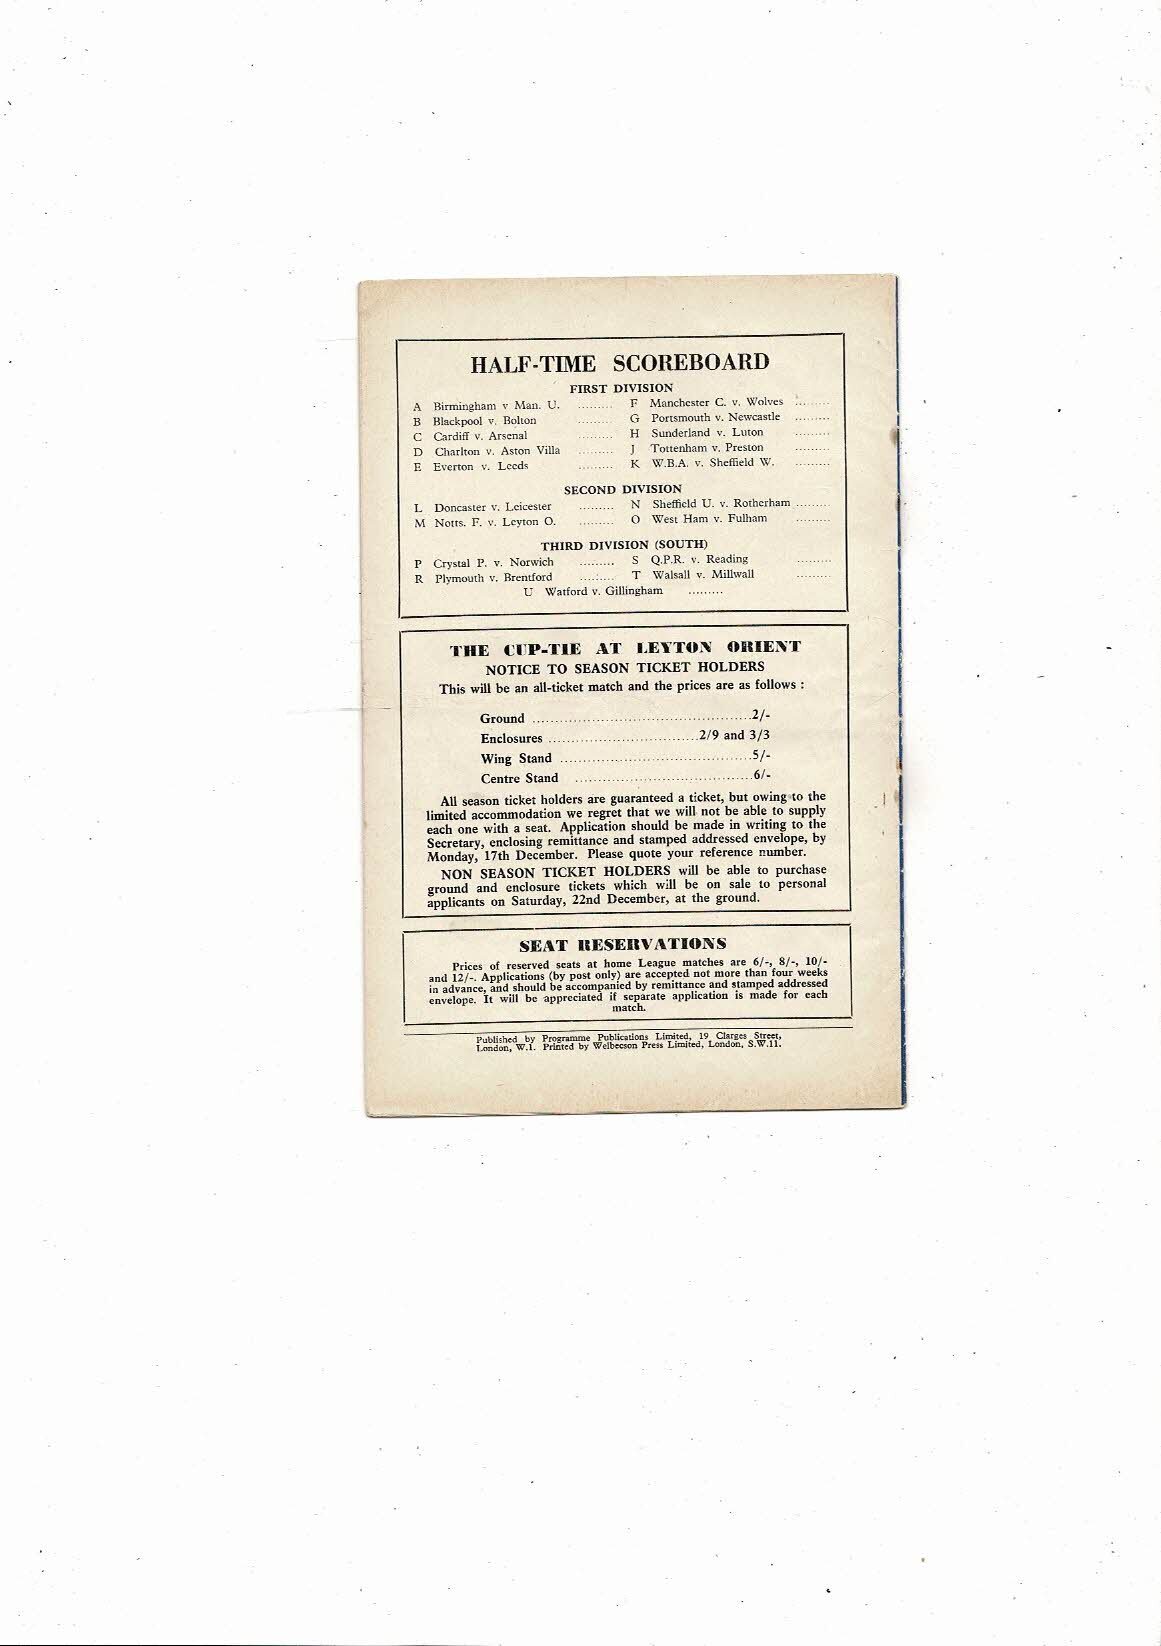 HALF-TIME SCOREBOARD
FIRST DIVISION
A Birmingham v Man. U. .........
B Blackpool v. Bolton ........
C Cardiff v. Arsenal .........
D Charlton v. Aston Villa .........
E Everton v. Leeds .........
F Manchester C. v. Wolves .........
G Portsmouth v. Newcastle .........
H Sunderland v. Luton .........
J Tottenham v. Preston .........
K W.B.A. v. Sheffield W. .........
SECOND DIVISION
L Doncaster v. Leicester .........
M Notts. F. v. Leyton O. .........
N Sheffield U. v. Rotherham .........
O West Ham v. Fulham .........
THIRD DIVISION (SOUTH)
P Crystal P. v. Norwich .........
R Plymouth v. Brentford .........
S Q.P.R. v. Reading .........
T Walsall v. Millwall .........
U Watford v. Gillingham .........
THE CUP-TIE AT LEYTON ORIENT
NOTICE TO SEASON TICKET HOLDERS
This will be an all-ticket match and the prices are as follows :
Ground ................................................2/-
Enclosures .................................2/9 and 3/3
Wing Stand ..........................................5/-
Centre Stand .......................................6/-
All season ticket holders are guaranteed a ticket, but owing to the
limited accommodation we regret that we will not be able to supply
each one with a seat. Application should be made in writing to the
Secretary, enclosing remittance and stamped addressed envelope, by
Monday, 17th December. Please quote your reference number.
NON SEASON TICKET HOLDERS will be able to purchase
ground and enclosure tickets which will be on sale to personal
applicants on Saturday, 22nd December, at the ground.
SEAT RESERVATIONS
Prices of reserved seats at home League matches are 6/-, 8/-, 10/-
and 12/-. Applications (by post only) are accepted not more than four weeks
in advance, and should be accompanied by remittance and stamped addressed
envelope. It will be appreciated if separate application is made for each
match.
Published by Programme Publications Limited, 19 Clarges Street,
London, W.1. Printed by Welbecson Press Limited, London, S.W.11.